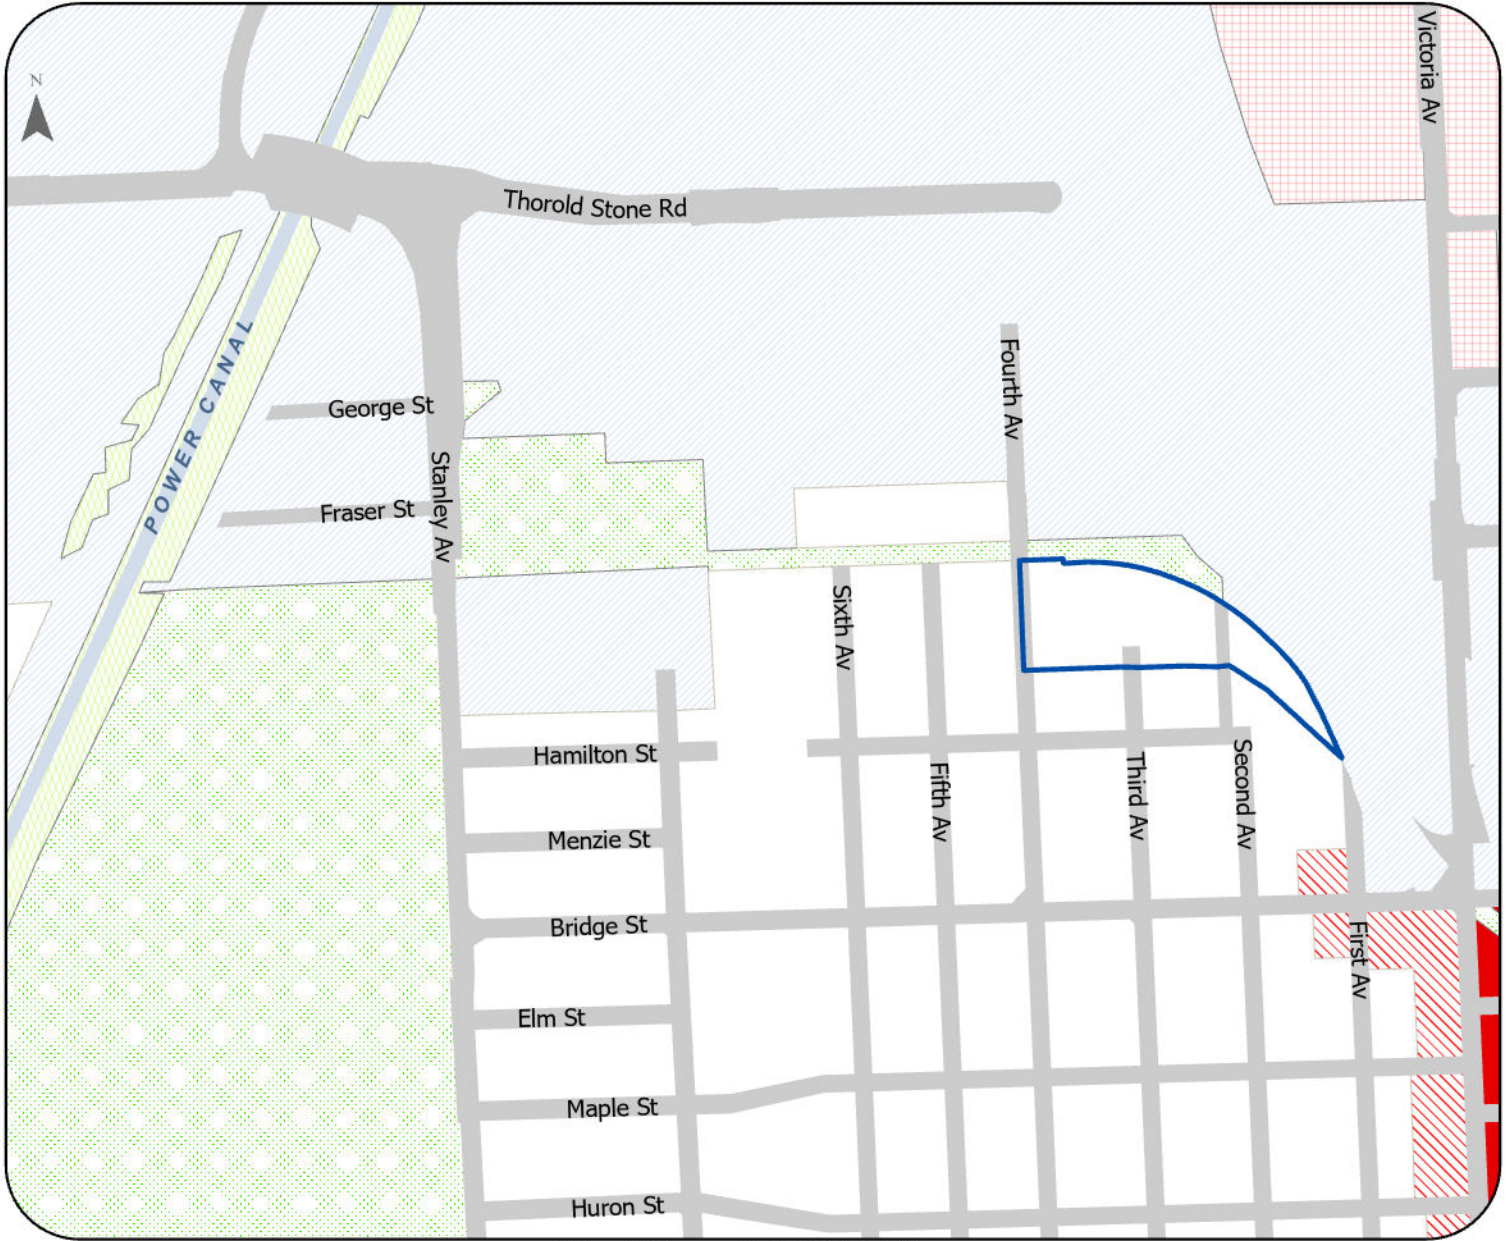 Victoria Av
N
Thorold Stone Rd
POWER CANAL
George St
Fourth Av
Stanley Av
Fraser St
Sixth Av
Hamilton St
Fifth Av
Third Av
Second Av
Menzie St
Bridge St
First Av
Elm St
Maple St
Huron St